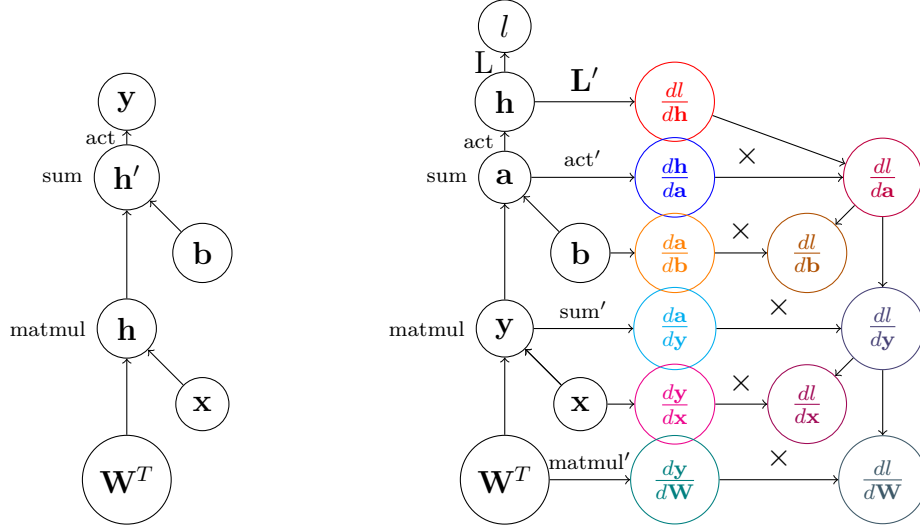 y
act
sum
h′
b
matmul
h
x
W^T
l
L
h
L′
dl/dh
act
sum
a
act′
dh/da
×
dl/da
b
da/db
×
dl/db
matmul
y
sum′
da/dy
×
dl/dy
x
dy/dx
×
dl/dx
W^T
matmul′
dy/dW
×
dl/dW